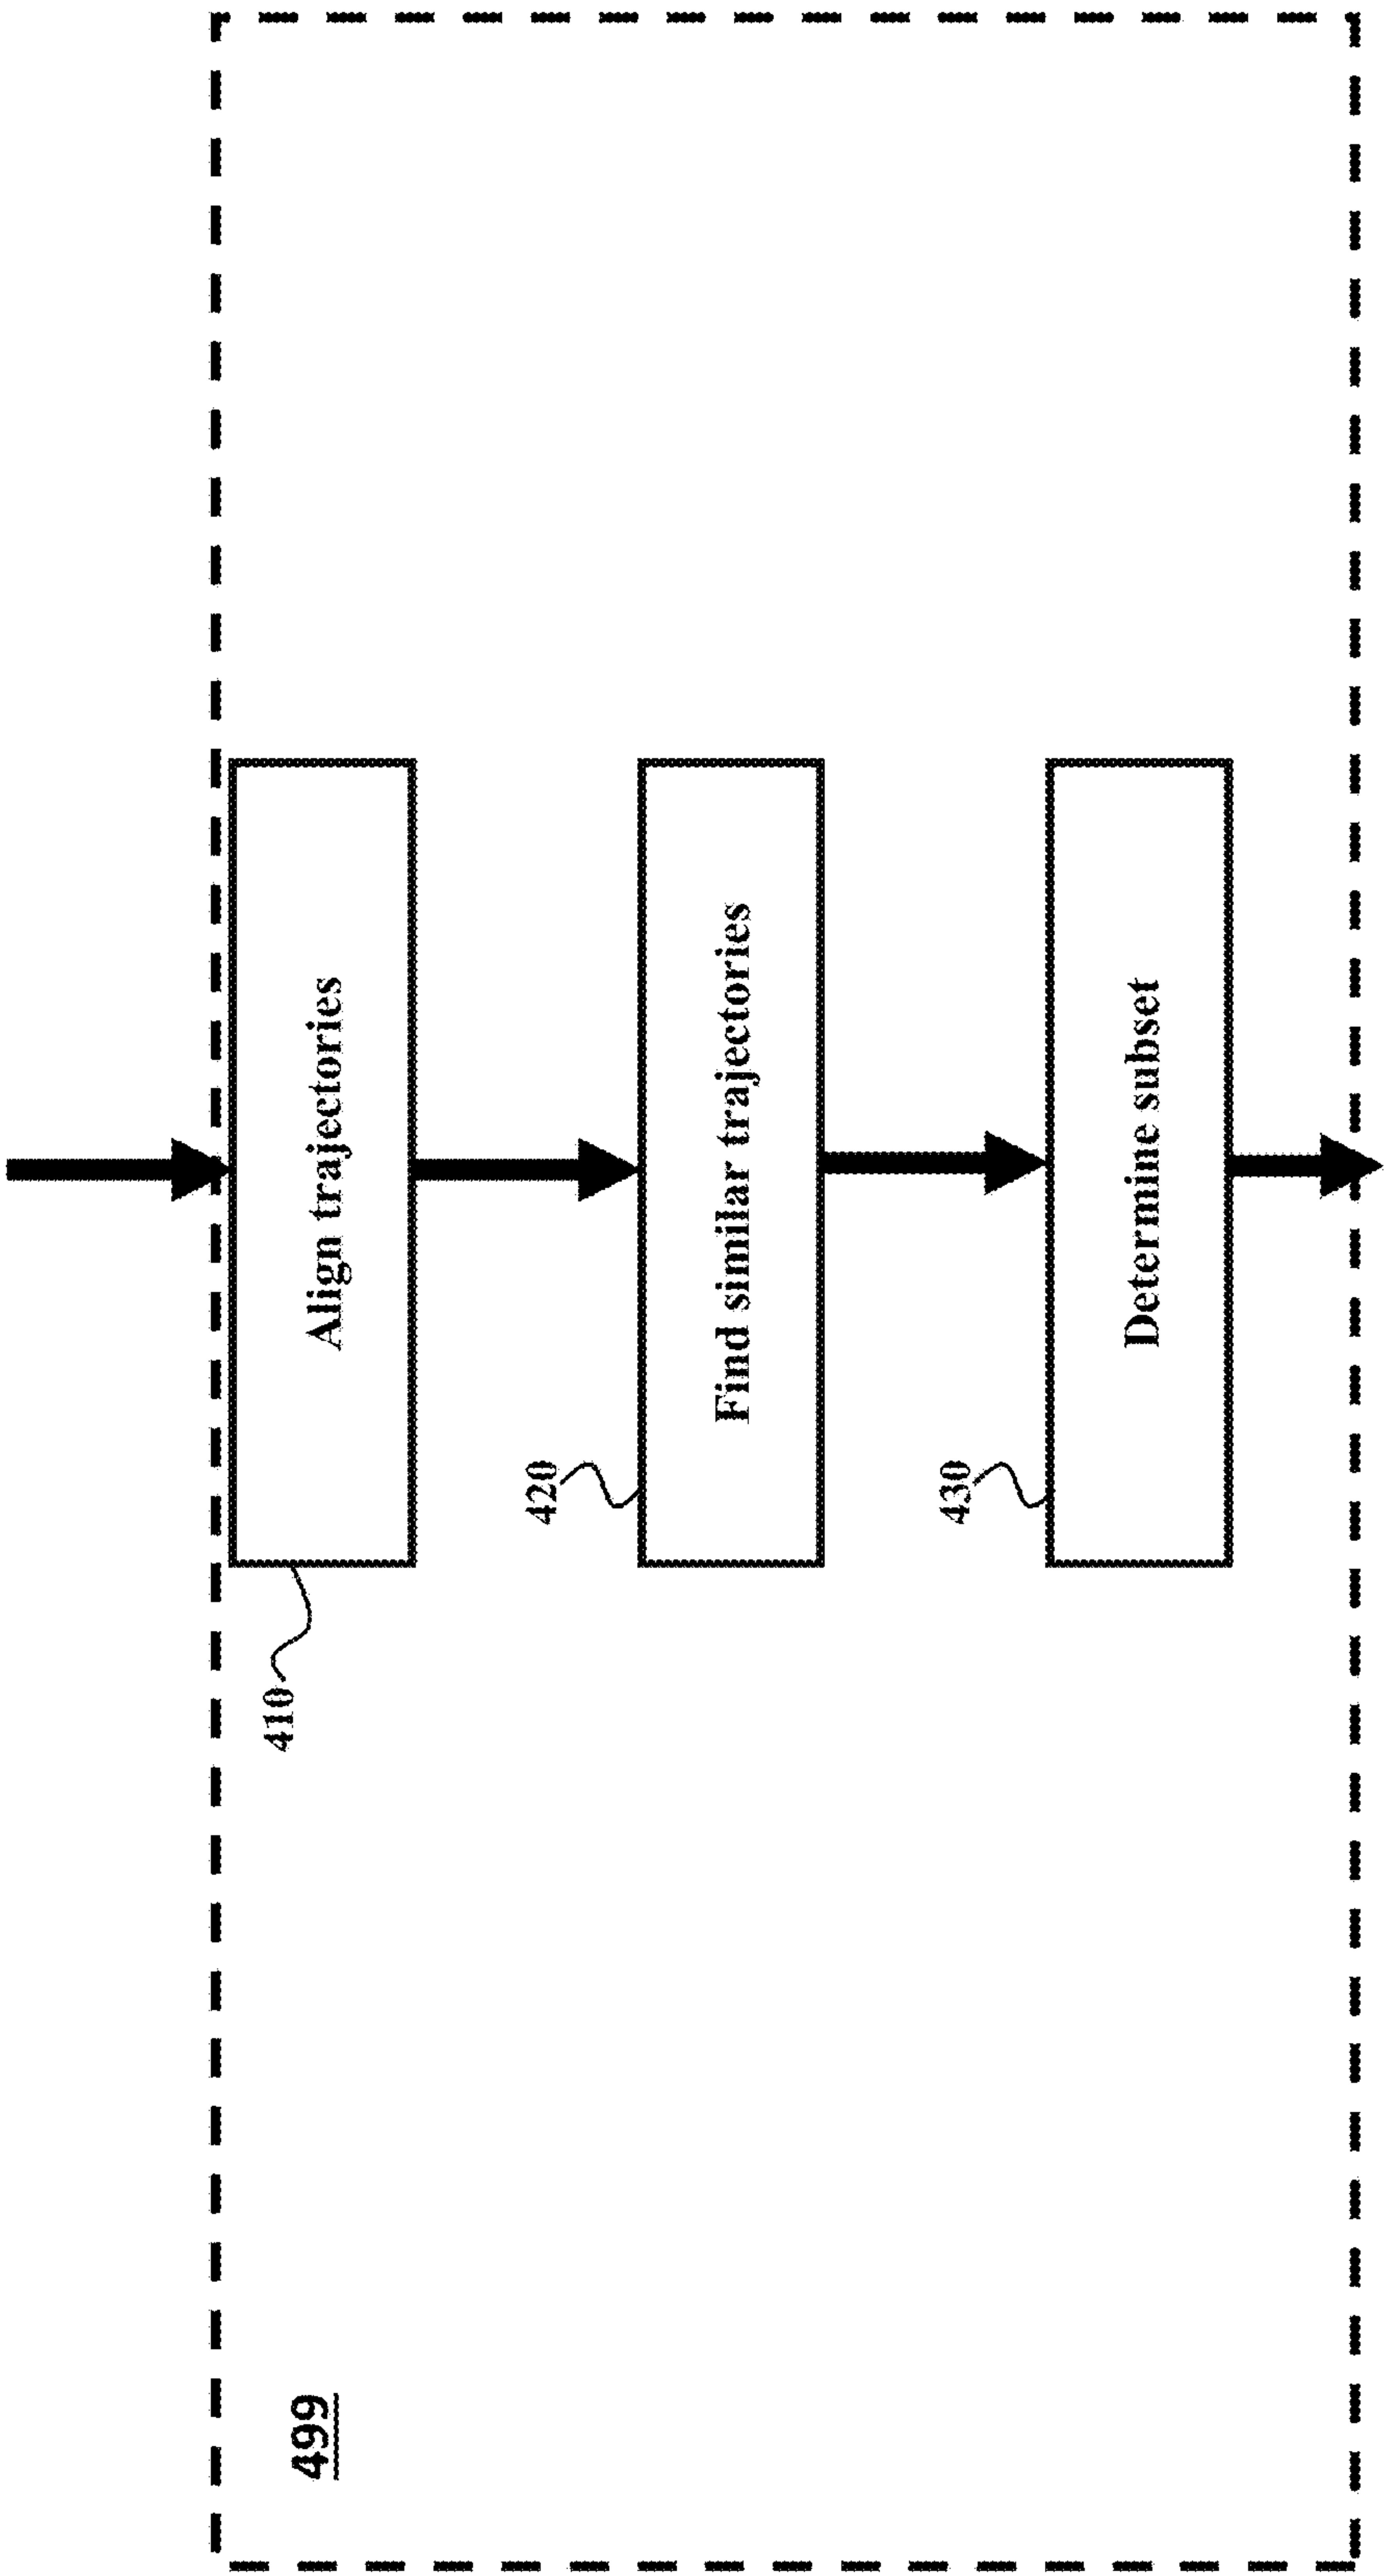 499
410
Align trajectories
420
Find similar trajectories
430
Determine subset